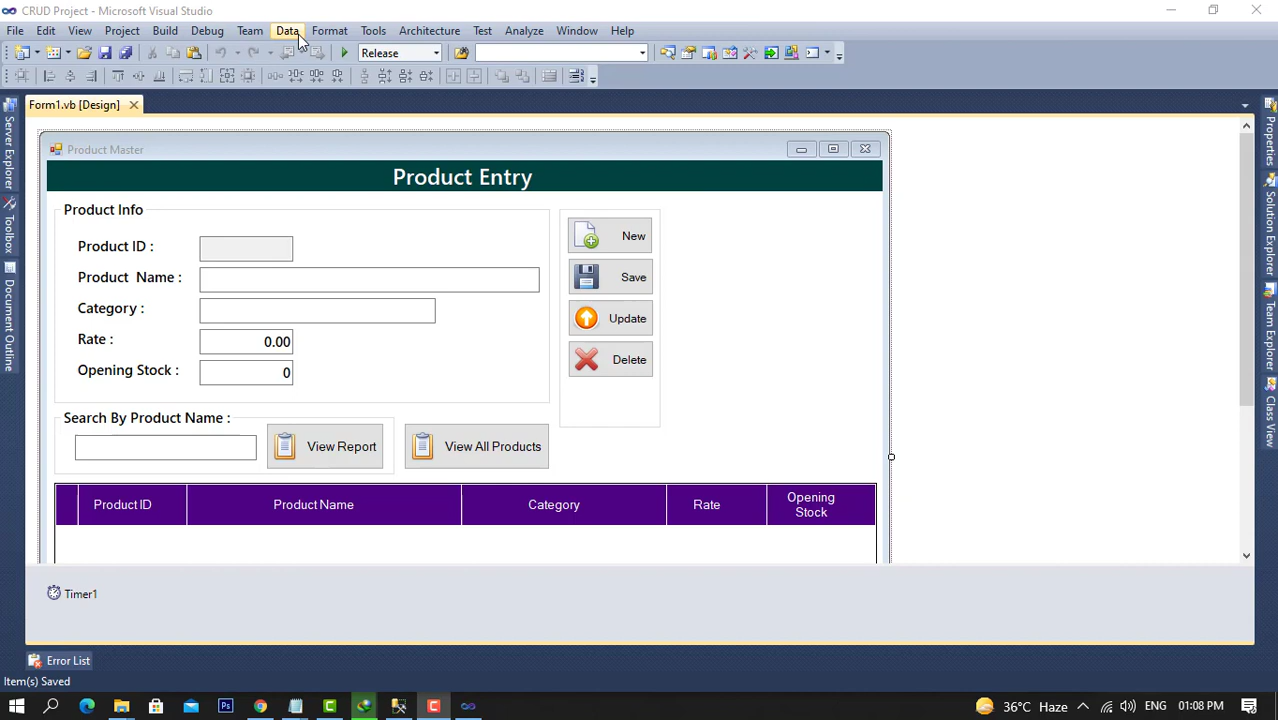 CRUD Project - Microsoft Visual Studio
File Edit View Project Build Debug Team Data Format Tools Architecture Test Analyze Window Help
Release
Form1.vb [Design]
Server Explorer
Toolbox
Document Outline
Properties
Solution Explorer
Team Explorer
Class View
Product Master
Product Entry
Product Info
Product ID :
Product Name :
Category :
Rate : 0.00
Opening Stock : 0
New
Save
Update
Delete
Search By Product Name :
View Report
View All Products
Product ID Product Name Category Rate Opening Stock
Timer1
Error List
Item(s) Saved
36°C Haze ENG 01:08 PM